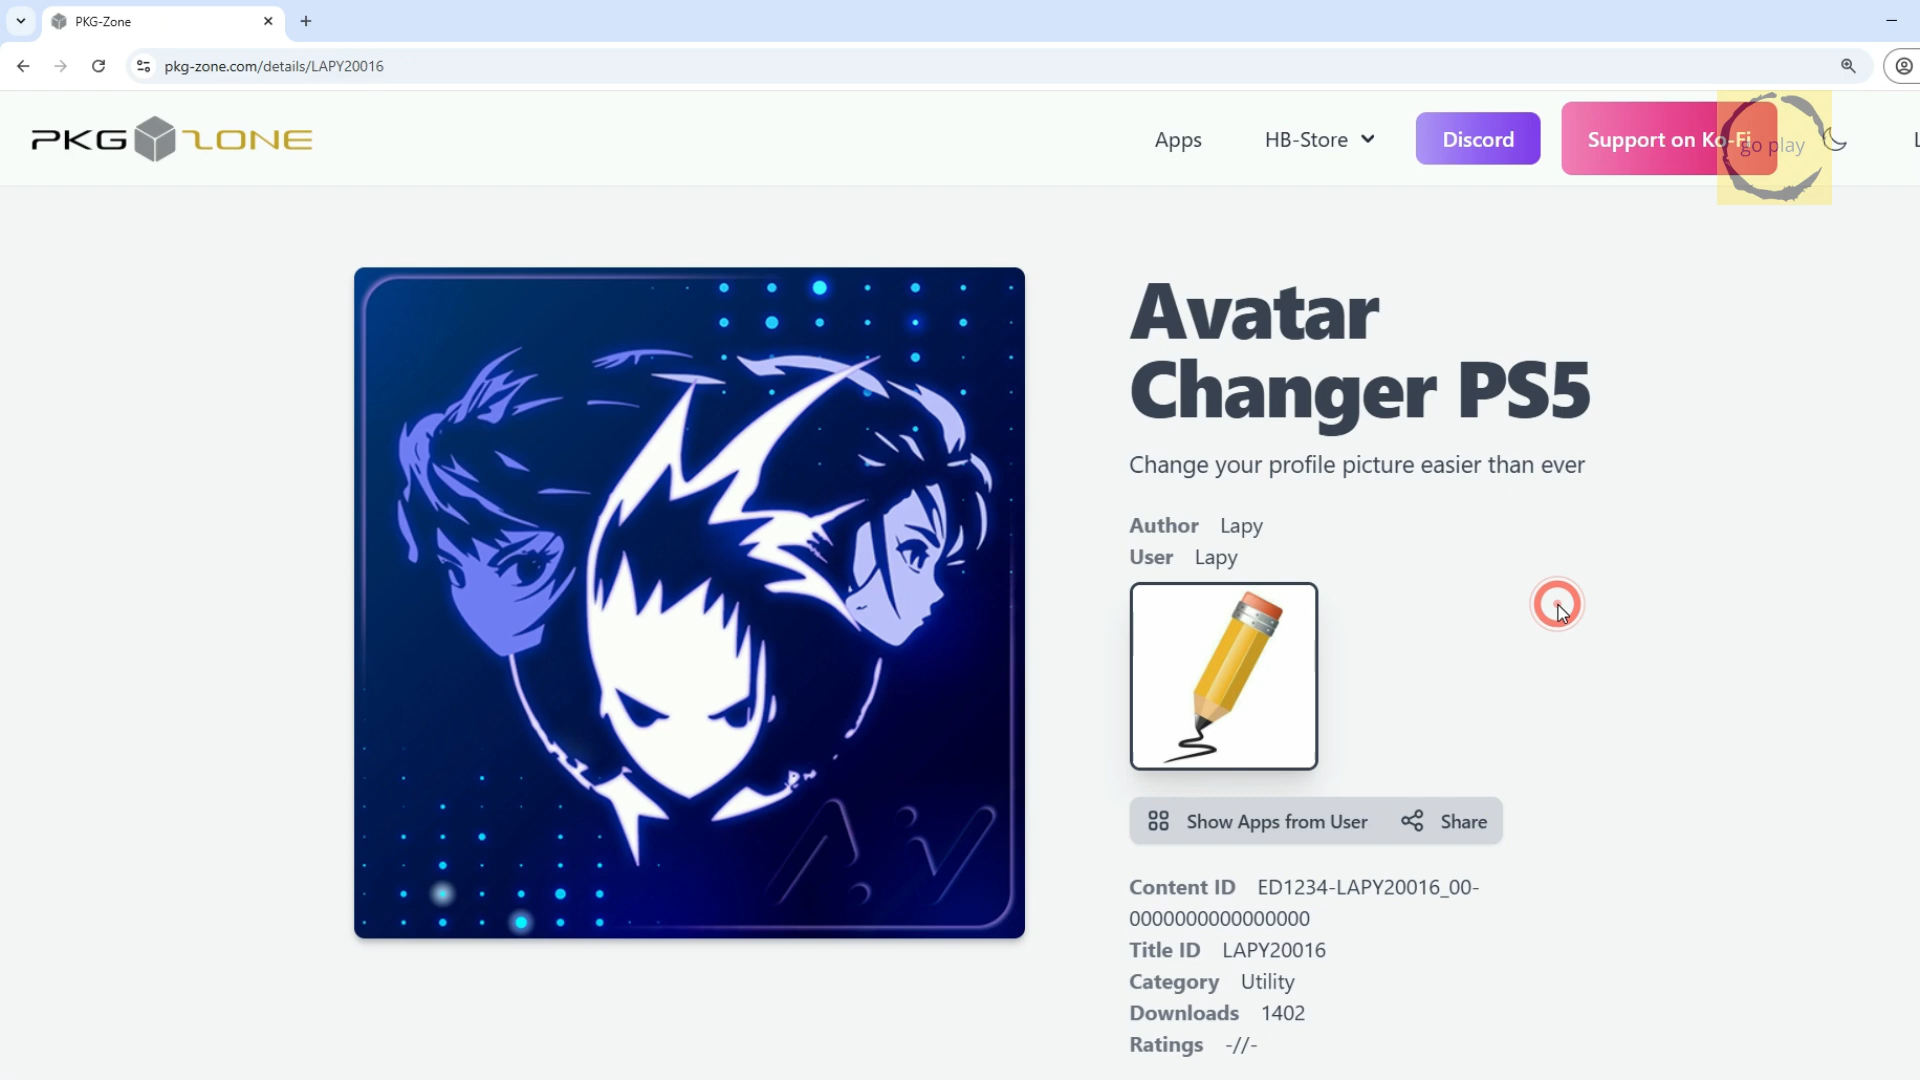 PKG-Zone
pkg-zone.com/details/LAPY20016
PKG ZONE
Apps
HB-Store
Discord
Support on Ko-Fi
go play
Avatar
Changer PS5
Change your profile picture easier than ever
Author Lapy
User Lapy
Show Apps from User
Share
Content ID ED1234-LAPY20016_00-
0000000000000000
Title ID LAPY20016
Category Utility
Downloads 1402
Ratings -//-